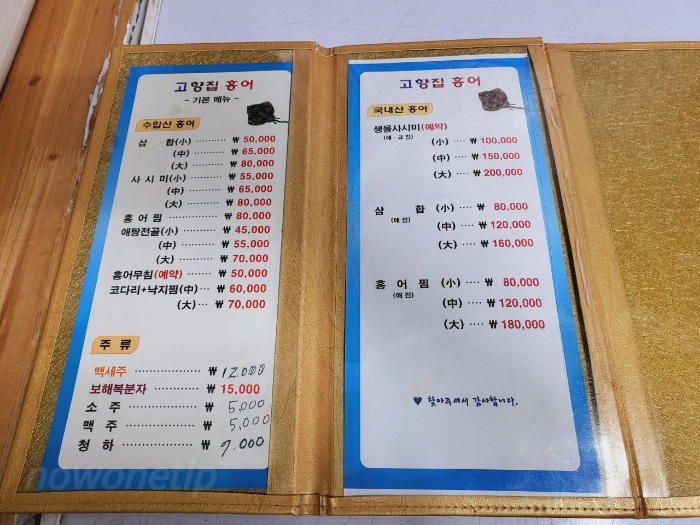 고향집 홍어
- 기본 메뉴 -
수입산 홍어
삼 합(小) ·········· ₩ 50,000
(中) ·········· ₩ 65,000
(大) ·········· ₩ 80,000
사 시 미(小) ·········· ₩ 55,000
(中) ·········· ₩ 65,000
(大) ·········· ₩ 80,000
홍 어 찜 ·············· ₩ 80,000
애탕전골(小) ·········· ₩ 45,000
(中) ·········· ₩ 55,000
(大) ·········· ₩ 70,000
홍어무침(예약) ······· ₩ 50,000
코다리+낙지찜(中) ··· ₩ 60,000
(大) ··· ₩ 70,000
주 류
백세주 ················ ₩ 12.000
보해복분자 ············ ₩ 15,000
소 주 ················ ₩ 5,000
맥 주 ················ ₩ 5,000
청 하 ················ ₩ 7.000
고향집 홍어
국내산 홍어
생물사시미(예약)
(애 · 교 전)
(小) ···· ₩ 100,000
(中) ···· ₩ 150,000
(大) ···· ₩ 200,000
삼 합 (小) ···· ₩ 80,000
(애 전)
(中) ···· ₩ 120,000
(大) ···· ₩ 160,000
홍 어 찜 (小) ···· ₩ 80,000
(애 전)
(中) ···· ₩ 120,000
(大) ···· ₩ 180,000
♥ 찾아주셔서 감사합니다.
nowonetip